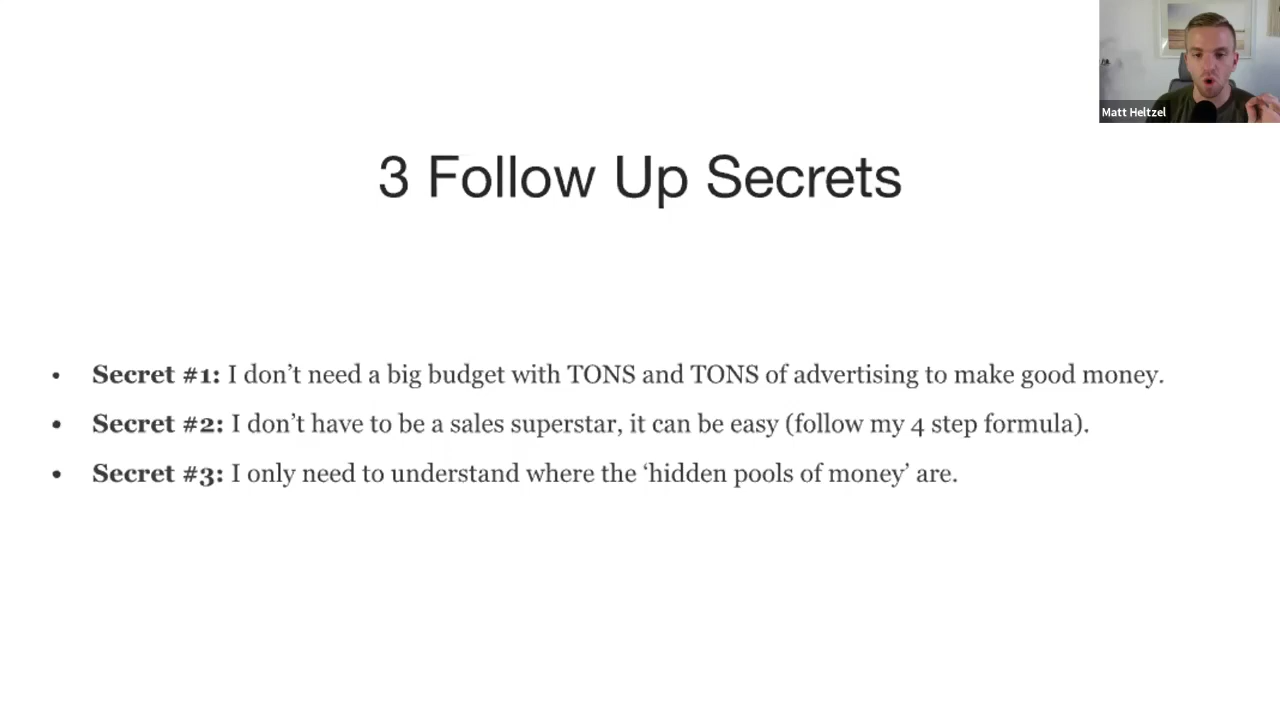 Matt Heltzel
3 Follow Up Secrets
• Secret #1: I don’t need a big budget with TONS and TONS of advertising to make good money.
• Secret #2: I don’t have to be a sales superstar, it can be easy (follow my 4 step formula).
• Secret #3: I only need to understand where the ‘hidden pools of money’ are.